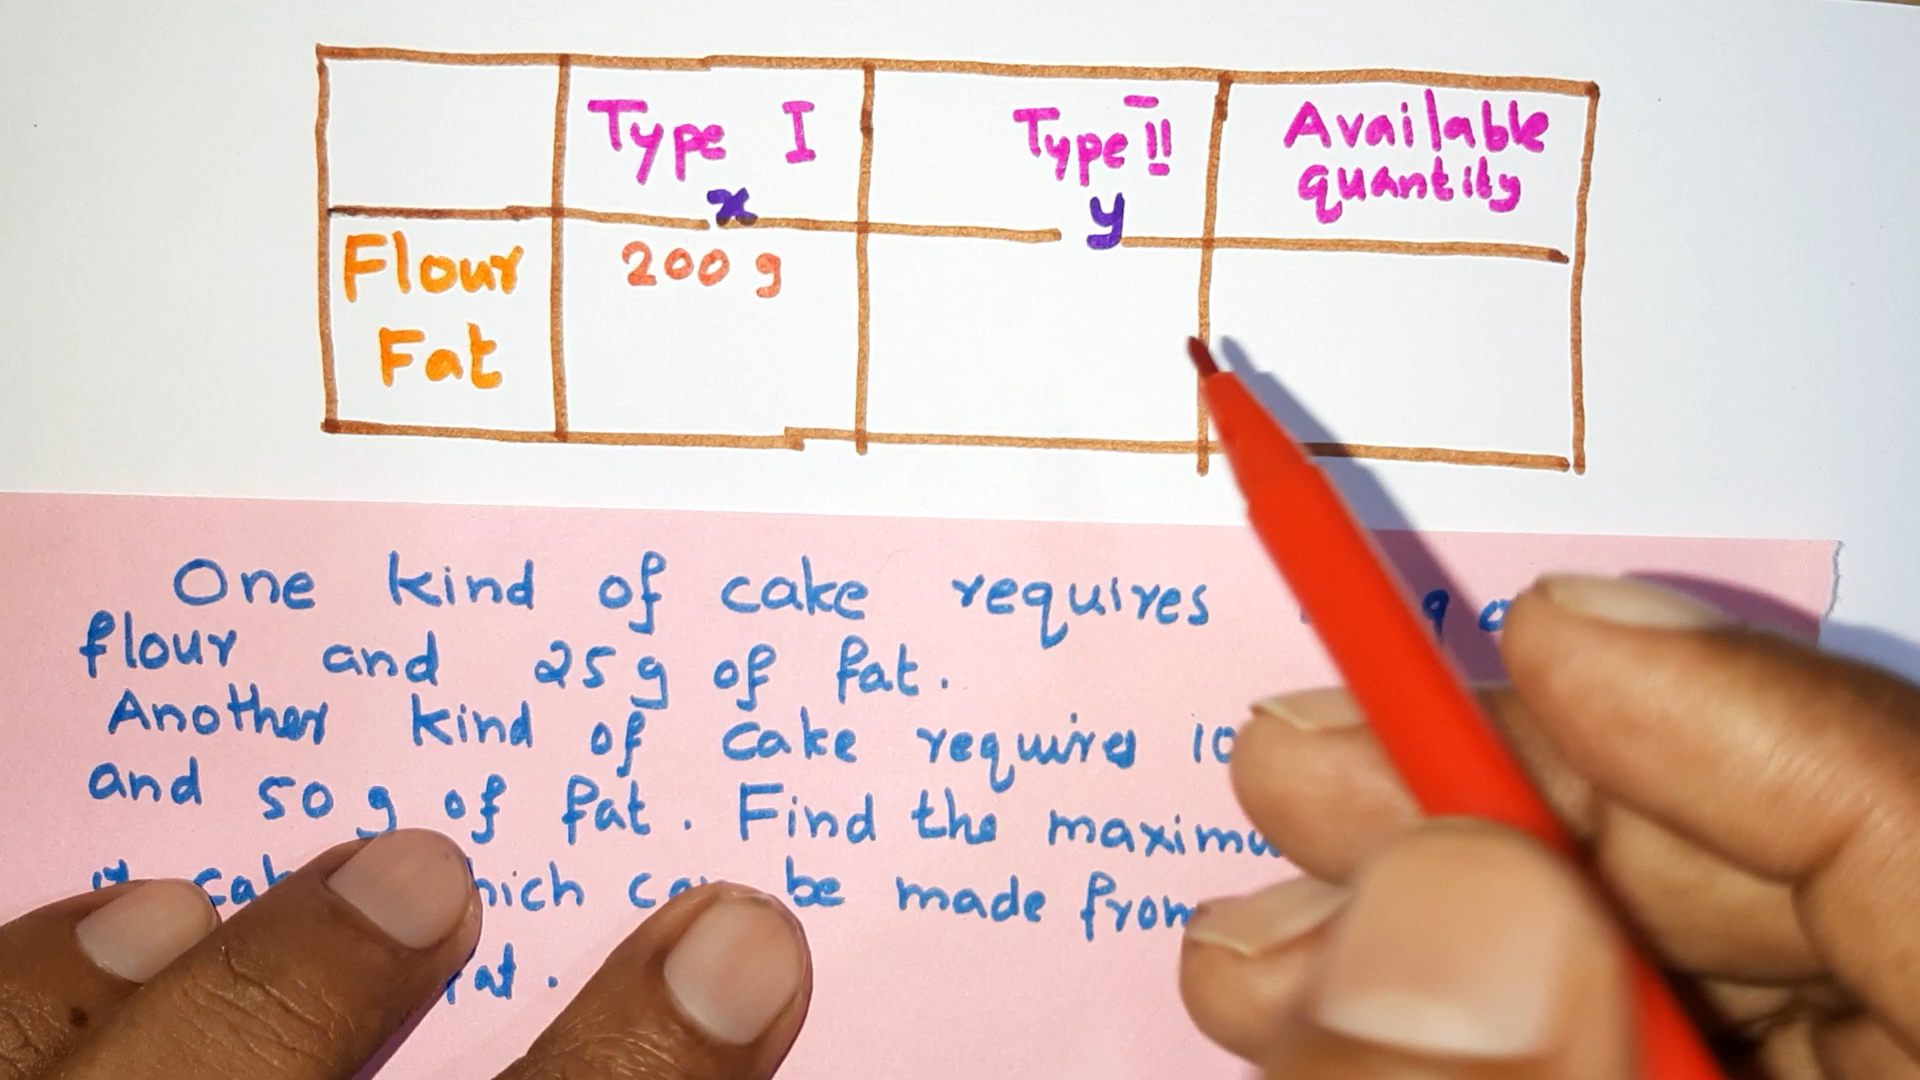 Type I
Type II
Available
quantity
x
y
Flour
200 g
Fat
One kind of cake requires
flour and 25 g of fat.
Another kind of cake requires
and 50 g of fat. Find the
which be made from